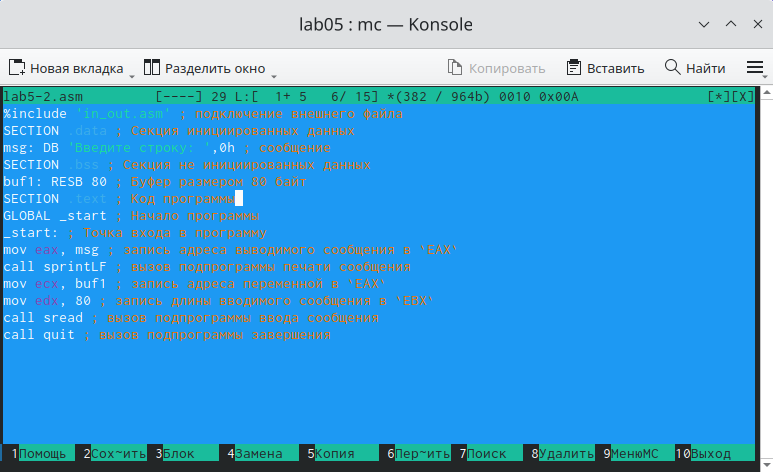 lab05 : mc — Konsole
Новая вкладка Разделить окно Копировать Вставить Найти
lab5-2.asm [----] 29 L:[ 1+ 5 6/ 15] *(382 / 964b) 0010 0x00A [*][X]
%include 'in_out.asm' ; подключение внешнего файла
SECTION .data ; Секция инициированных данных
msg: DB 'Введите строку: ',0h ; сообщение
SECTION .bss ; Секция не инициированных данных
buf1: RESB 80 ; Буфер размером 80 байт
SECTION .text ; Код программы
GLOBAL _start ; Начало программы
_start: ; Точка входа в программу
mov eax, msg ; запись адреса выводимого сообщения в `EAX`
call sprintLF ; вызов подпрограммы печати сообщения
mov ecx, buf1 ; запись адреса переменной в `EAX`
mov edx, 80 ; запись длины вводимого сообщения в `EBX`
call sread ; вызов подпрограммы ввода сообщения
call quit ; вызов подпрограммы завершения
1Помощь 2Сох~ить 3Блок 4Замена 5Копия 6Пер~ить 7Поиск 8Удалить 9МенюМС 10Выход